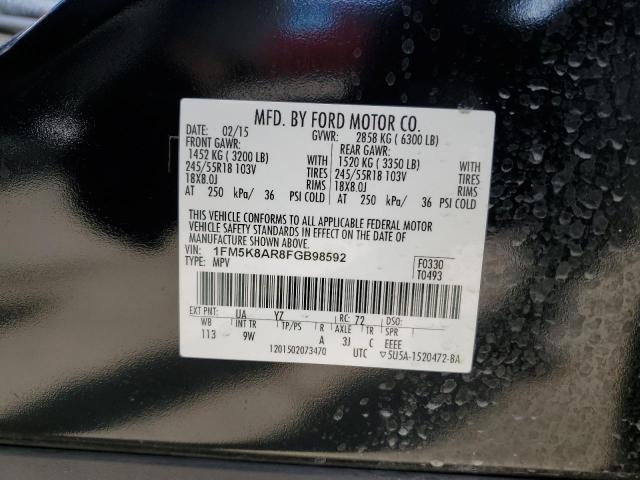 MFD. BY FORD MOTOR CO.
DATE: 02/15 GVWR: 2858 KG ( 6300 LB)
FRONT GAWR: REAR GAWR:
1452 KG ( 3200 LB) WITH 1520 KG ( 3350 LB) WITH
245/55R18 103V TIRES 245/55R18 103V TIRES
18X8.0J RIMS 18X8.0J RIMS
AT 250 kPa/ 36 PSI COLD AT 250 kPa/ 36 PSI COLD
THIS VEHICLE CONFORMS TO ALL APPLICABLE FEDERAL MOTOR
VEHICLE SAFETY STANDARDS IN EFFECT ON THE DATE OF
MANUFACTURE SHOWN ABOVE.
VIN: 1FM5K8AR8FGB98592 F0330
TYPE: MPV T0493
EXT PNT: UA YZ RC: 72 DSO:
WB INT TR TP/PS R AXLE TR SPR
113 9W A 3J C EEEE
1201502073470 UTC ▽5U5A-1520472-BA